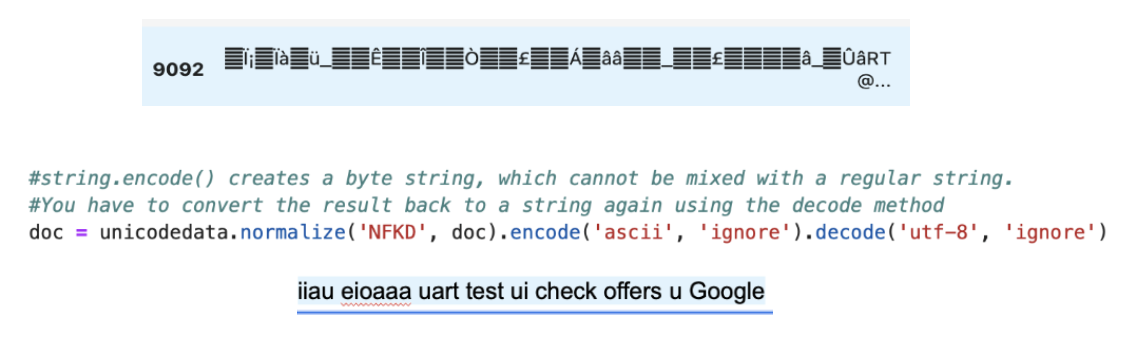 9092 ▓Ï¡▓Ïà▓ü_▓▓Ê▓▓Î▓▓Ò▓▓£▓▓Á▓ââ▓▓_▓▓£▓▓▓▓â_▓ÛâRT
@...
#string.encode() creates a byte string, which cannot be mixed with a regular string.
#You have to convert the result back to a string again using the decode method
doc = unicodedata.normalize('NFKD', doc).encode('ascii', 'ignore').decode('utf-8', 'ignore')
iiau eioaaa uart test ui check offers u Google